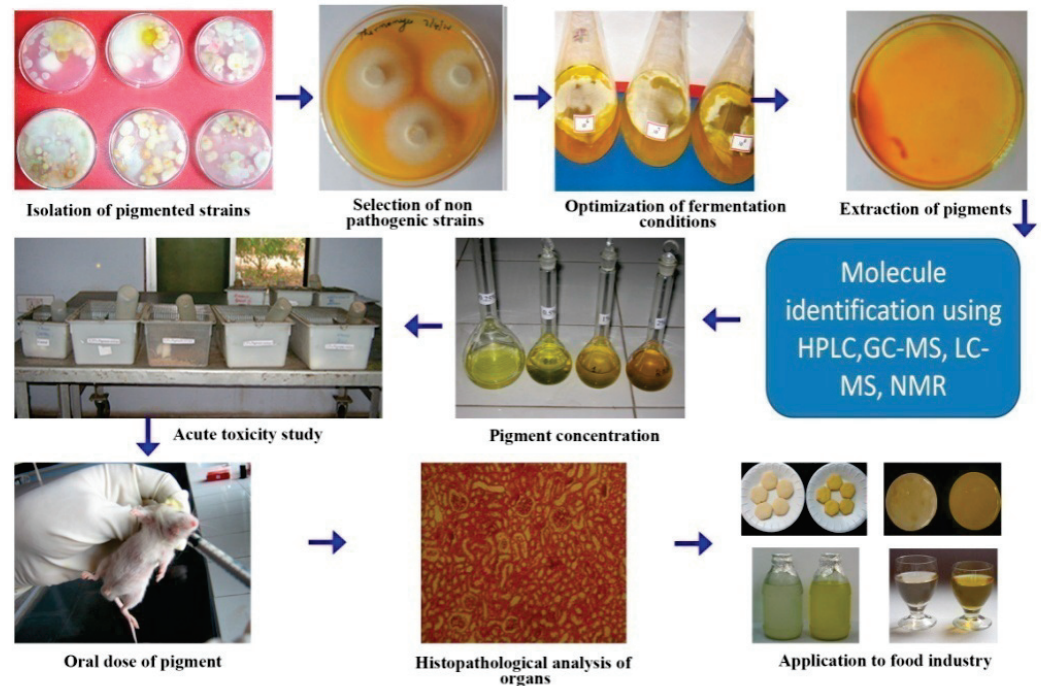 Isolation of pigmented strains
Selection of non
pathogenic strains
Optimization of fermentation
conditions
Extraction of pigments
Molecule
identification using
HPLC,GC-MS, LC-
MS, NMR
Pigment concentration
Acute toxicity study
Oral dose of pigment
Histopathological analysis of
organs
Application to food industry